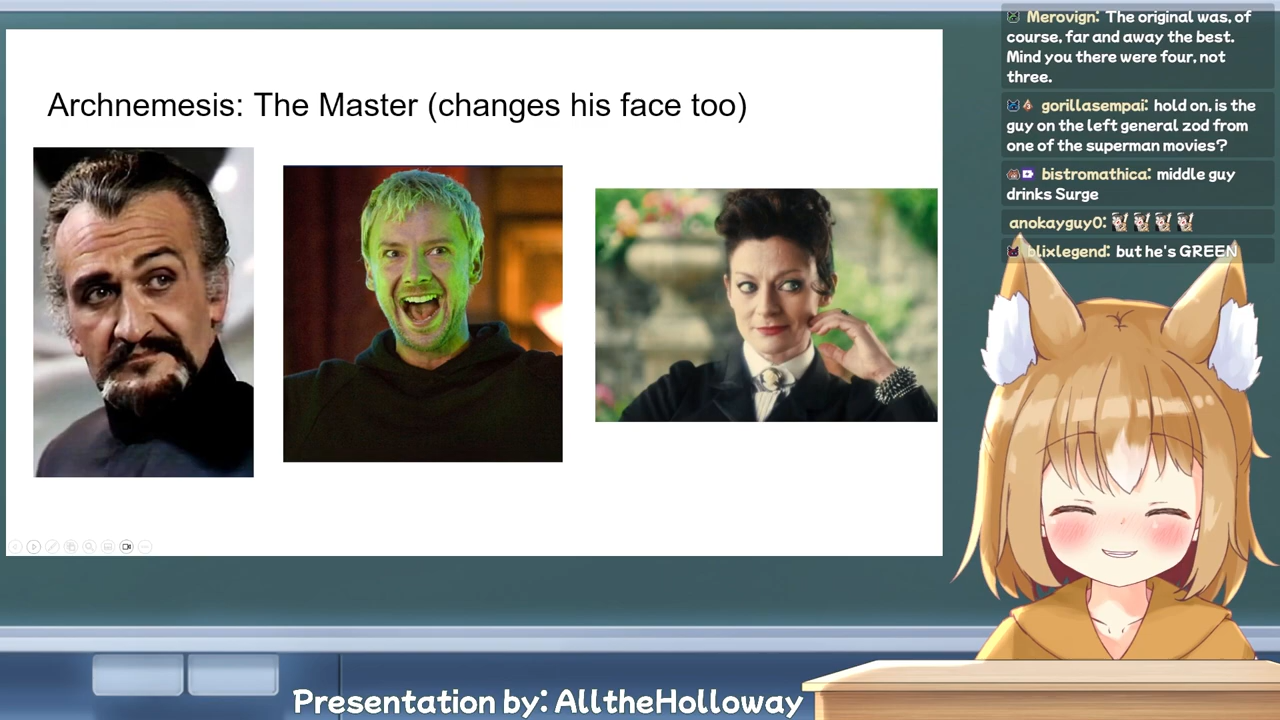 Archnemesis: The Master (changes his face too)
Merovign: The original was, of
course, far and away the best.
Mind you there were four, not
three.
gorillasempai: hold on, is the
guy on the left general zod from
one of the superman movies?
bistromathica: middle guy
drinks Surge
anokayguy0:
blixlegend: but he's GREEN
Presentation by: AlltheHolloway